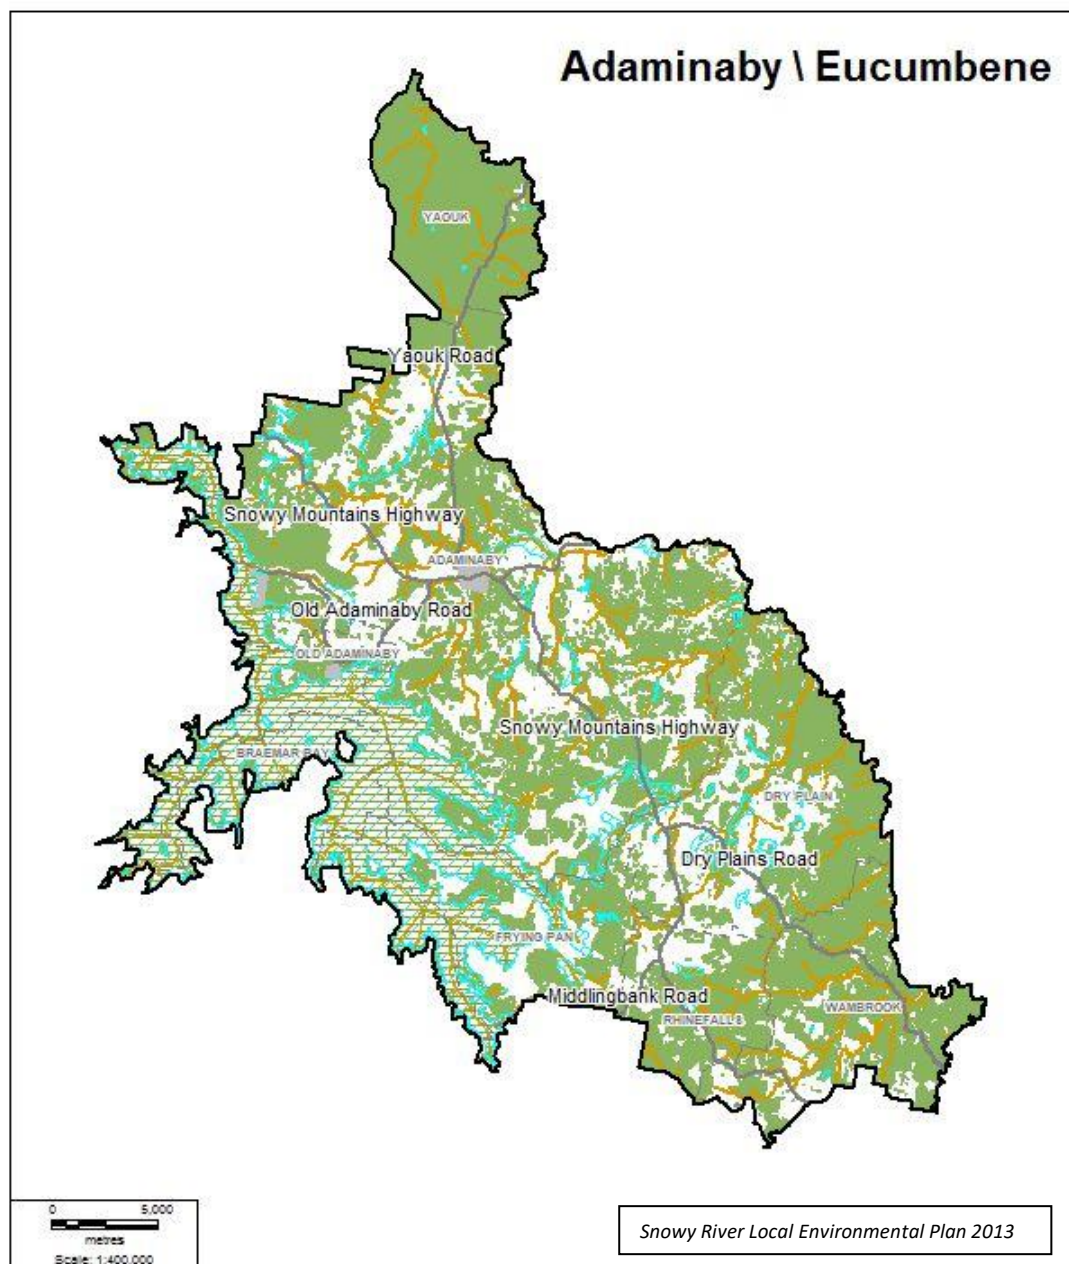 Adaminaby \ Eucumbene
YAOUK
Yaouk Road
Snowy Mountains Highway
ADAMINABY
Old Adaminaby Road
OLD ADAMINABY
Snowy Mountains Highway
BRAEMAR BAY
DRY PLAIN
Dry Plains Road
FRYING PAN
Middlingbank Road
WAMBROOK
0 5,000
metres
Scale: 1:400,000
Snowy River Local Environmental Plan 2013